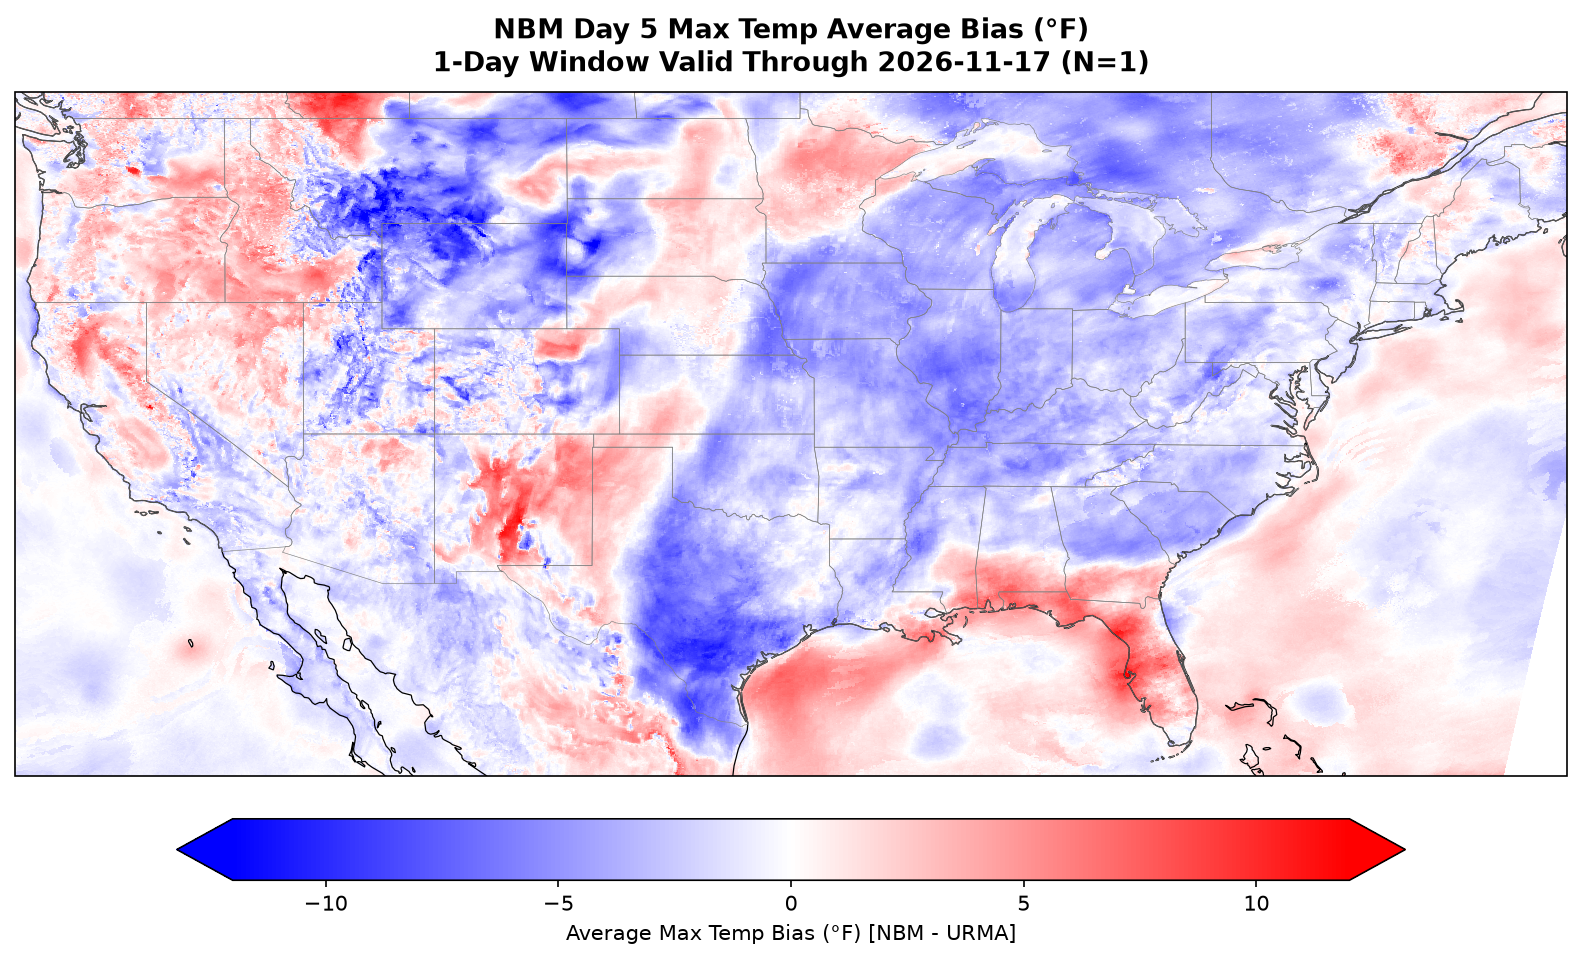 NBM Day 5 Max Temp Average Bias (°F)
1-Day Window Valid Through 2026-11-17 (N=1)
−10 −5 0 5 10
Average Max Temp Bias (°F) [NBM - URMA]